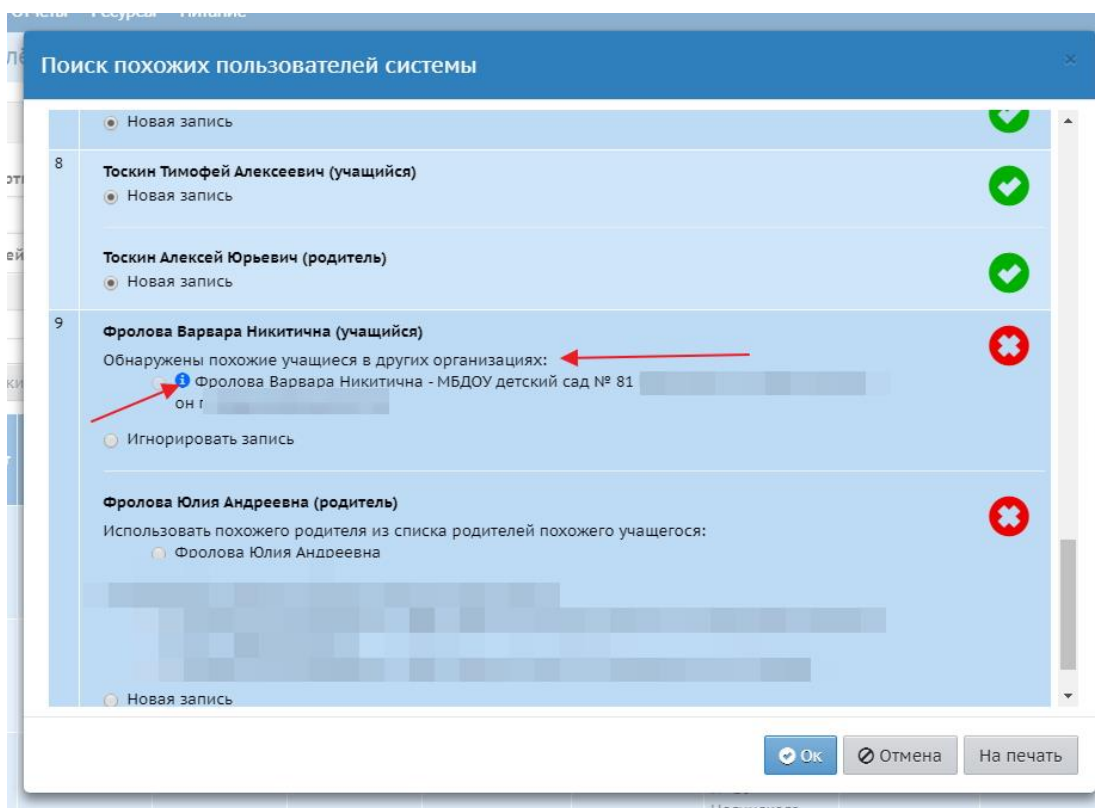 Ресурсы Питание
Поиск похожих пользователей системы
×
Новая запись
8
Тоскин Тимофей Алексеевич (учащийся)
Новая запись
Тоскин Алексей Юрьевич (родитель)
Новая запись
9
Фролова Варвара Никитична (учащийся)
Обнаружены похожие учащиеся в других организациях:
Фролова Варвара Никитична - МБДОУ детский сад № 81
он
Игнорировать запись
Фролова Юлия Андреевна (родитель)
Использовать похожего родителя из списка родителей похожего учащегося:
Фролова Юлия Андреевна
Новая запись
Ок Отмена На печать